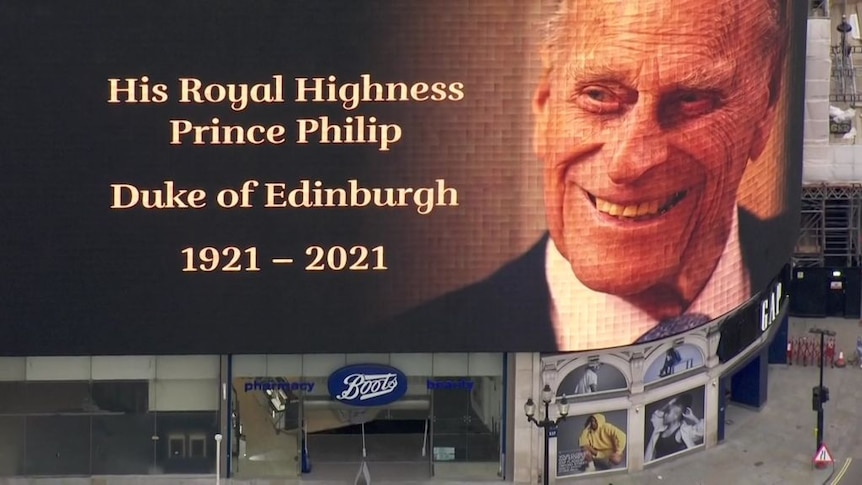 His Royal Highness
Prince Philip
Duke of Edinburgh
1921 – 2021
GAP
pharmacy
Boots
beauty